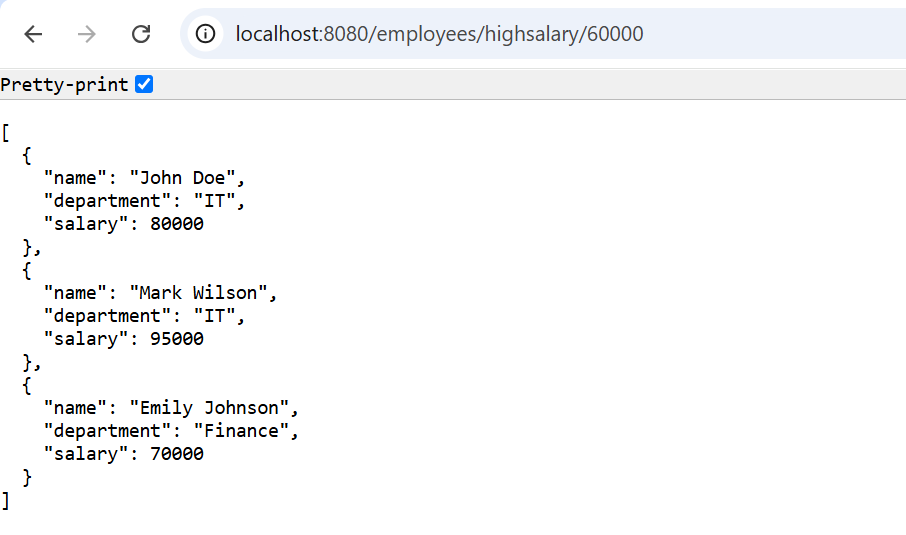 localhost:8080/employees/highsalary/60000
Pretty-print
[
  {
    "name": "John Doe",
    "department": "IT",
    "salary": 80000
  },
  {
    "name": "Mark Wilson",
    "department": "IT",
    "salary": 95000
  },
  {
    "name": "Emily Johnson",
    "department": "Finance",
    "salary": 70000
  }
]